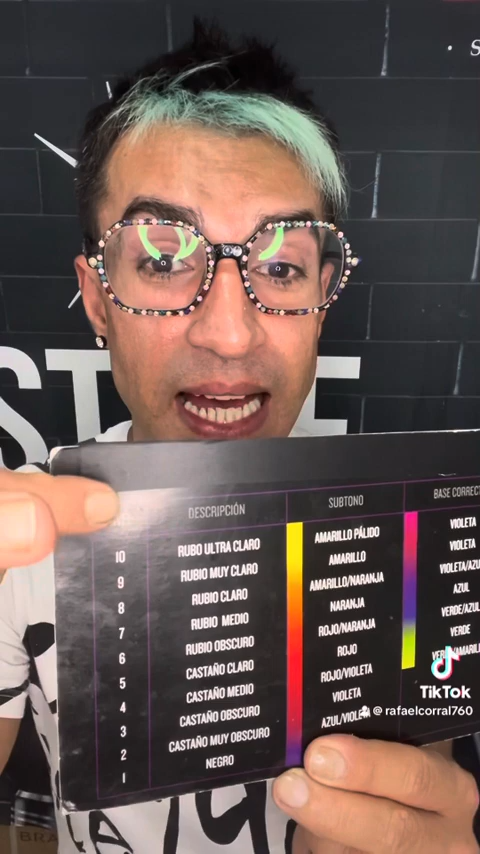 S
DESCRIPCIÓN SUBTONO BASE CORRECT
10 RUBO ULTRA CLARO AMARILLO PÁLIDO VIOLETA
9 RUBIO MUY CLARO AMARILLO VIOLETA
8 RUBIO CLARO AMARILLO/NARANJA VIOLETA/AZU
7 RUBIO MEDIO NARANJA AZUL
6 RUBIO OBSCURO ROJO/NARANJA VERDE/AZU
5 CASTAÑO CLARO ROJO VERDE
4 CASTAÑO MEDIO ROJO/VIOLETA
3 CASTAÑO OBSCURO VIOLETA
2 CASTAÑO MUY OBSCURO AZUL/VIOLETA
1 NEGRO
TikTok
@rafaelcorral760